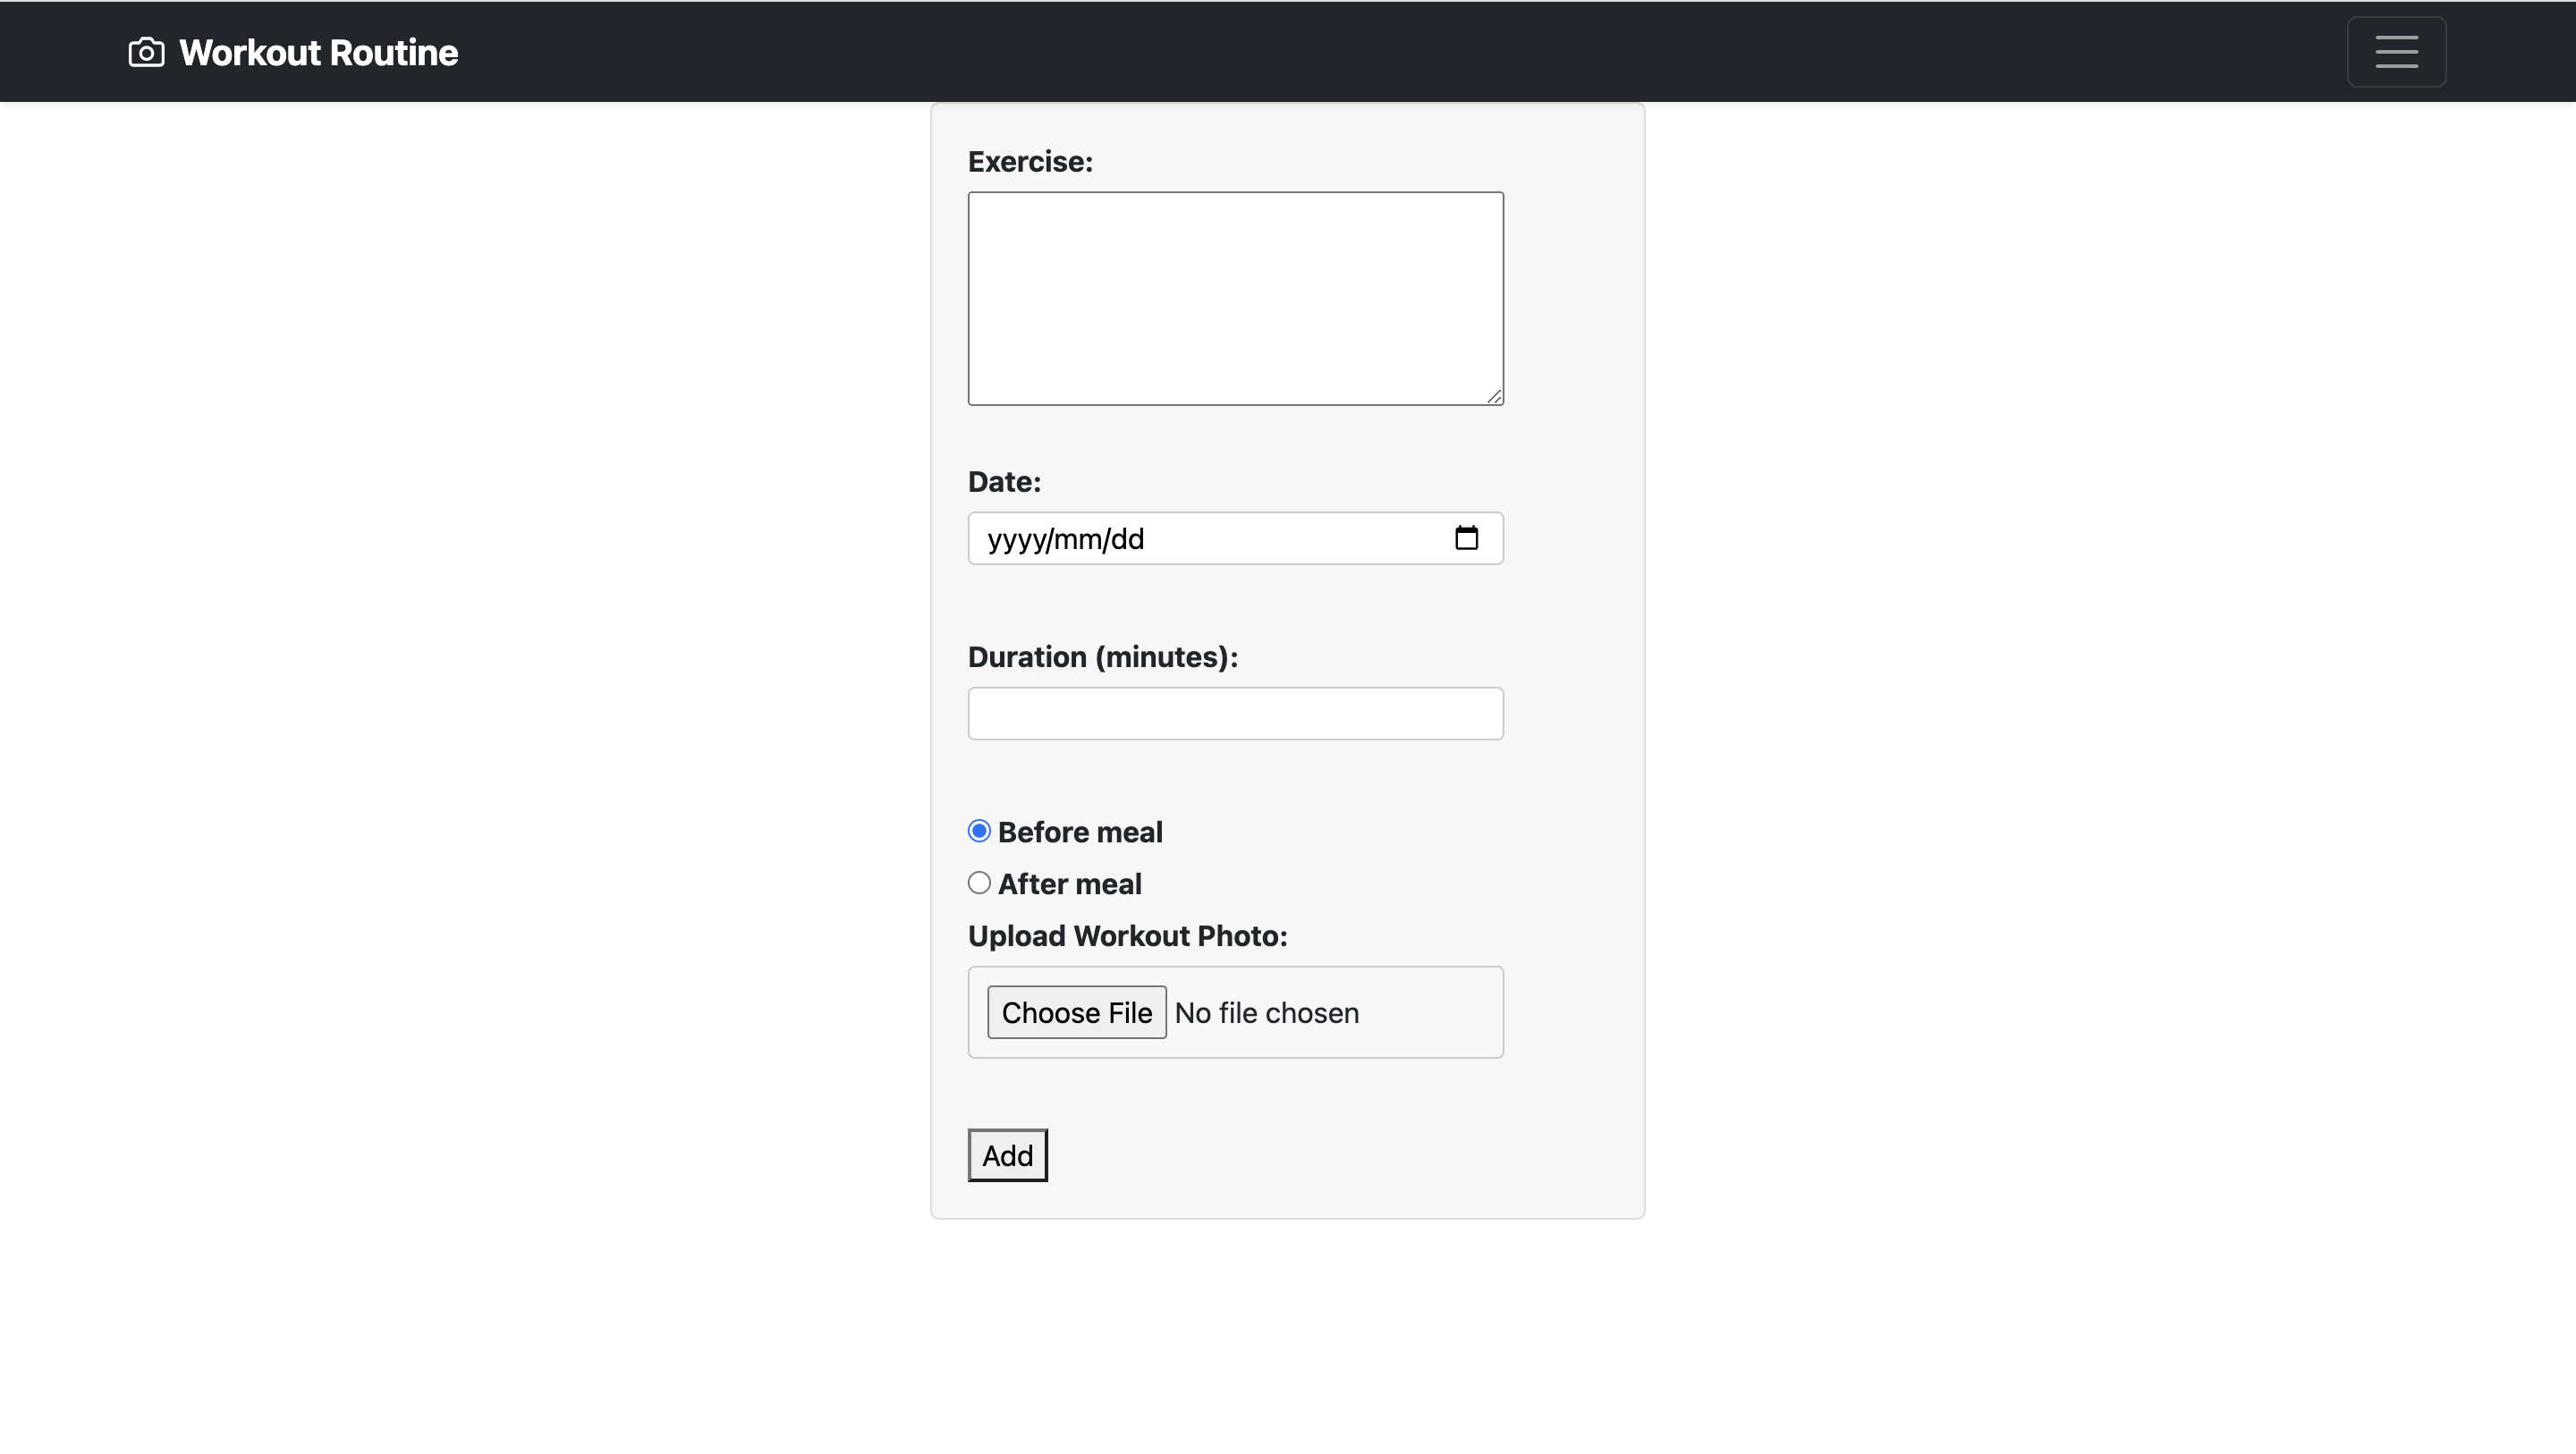 Workout Routine
Exercise:
Date:
yyyy/mm/dd
Duration (minutes):
Before meal
After meal
Upload Workout Photo:
Choose File No file chosen
Add